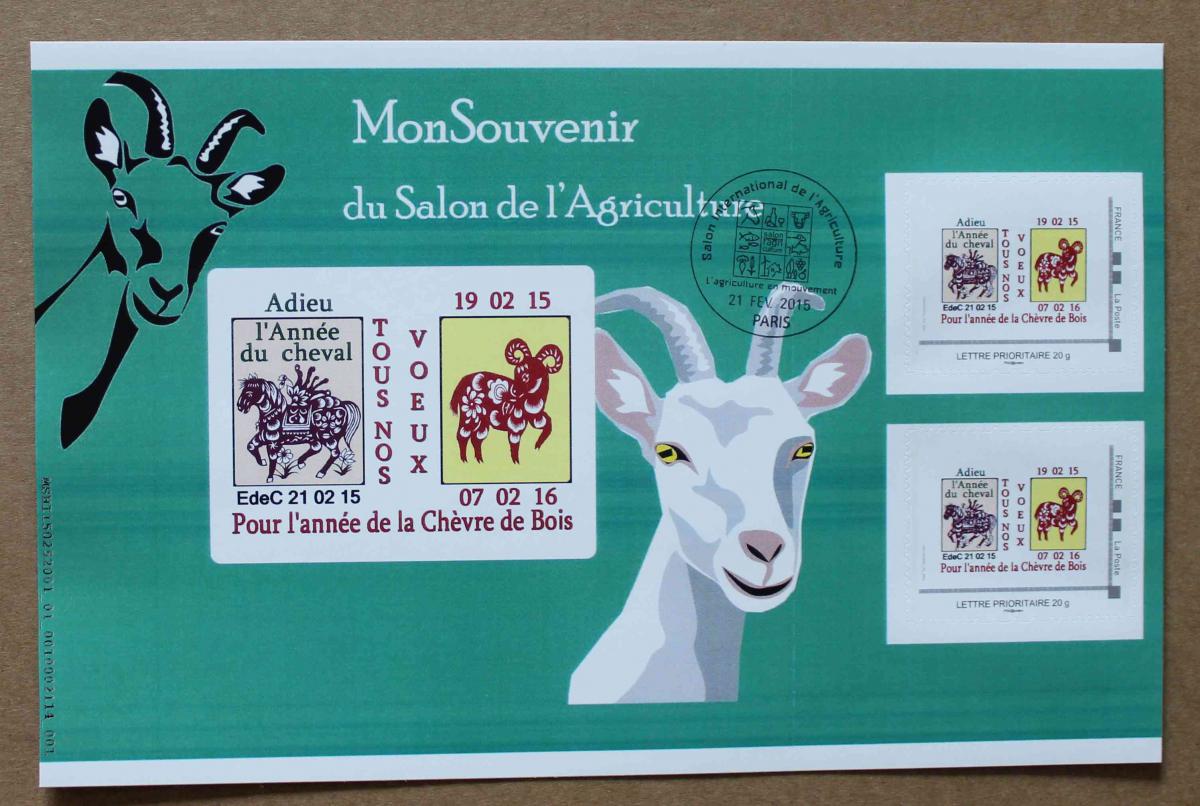 MonSouvenir
du Salon de l'Agriculture
Salon International de l'Agriculture
salon
l'agri
culture
L'agriculture en mouvement
21 FEV. 2015
PARIS
Adieu
l'Année
du cheval
EdeC 21 02 15
TOUS NOS
VOEUX
19 02 15
07 02 16
Pour l'année de la Chèvre de Bois
Adieu
l'Année
du cheval
EdeC 21 02 15
TOUS NOS
VOEUX
19 02 15
07 02 16
Pour l'année de la Chèvre de Bois
FRANCE
La Poste
LETTRE PRIORITAIRE 20 g
Adieu
l'Année
du cheval
EdeC 21 02 15
TOUS NOS
VOEUX
19 02 15
07 02 16
Pour l'année de la Chèvre de Bois
FRANCE
La Poste
LETTRE PRIORITAIRE 20 g